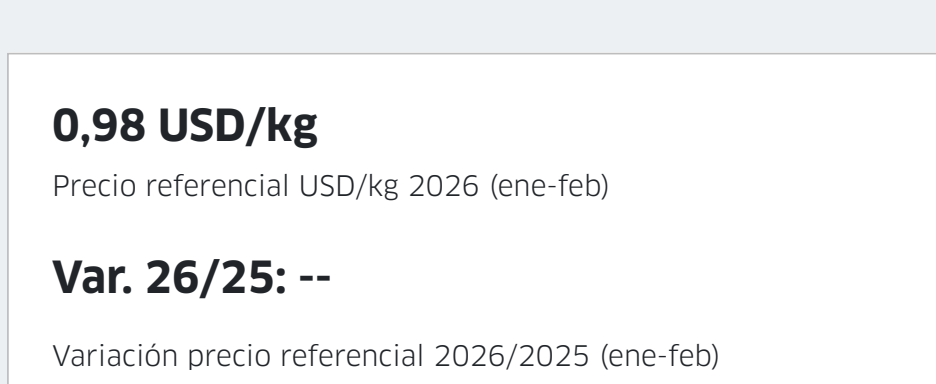 0,98 USD/kg
Precio referencial USD/kg 2026 (ene-feb)
Var. 26/25: --
Variación precio referencial 2026/2025 (ene-feb)